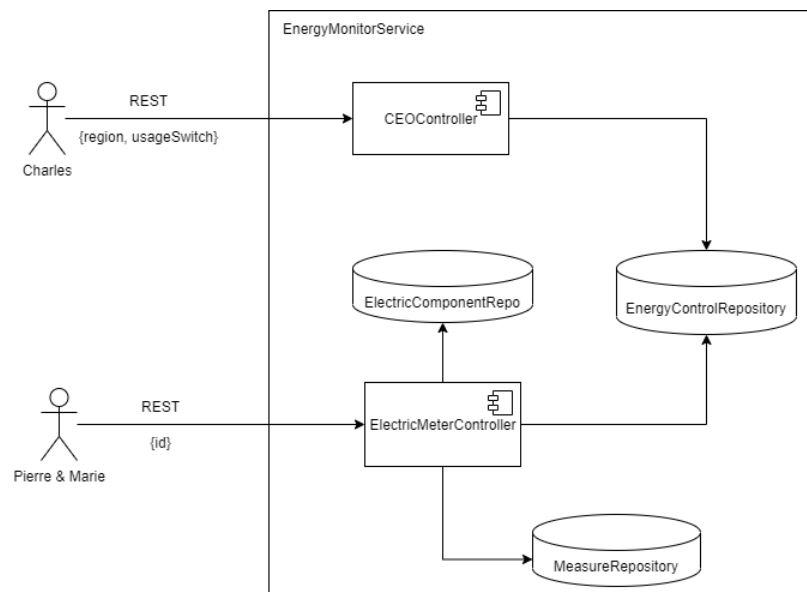 EnergyMonitorService
REST
CEOController
{region, usageSwitch}
Charles
ElectricComponentRepo
EnergyControlRepository
REST
ElectricMeterController
{id}
Pierre & Marie
MeasureRepository